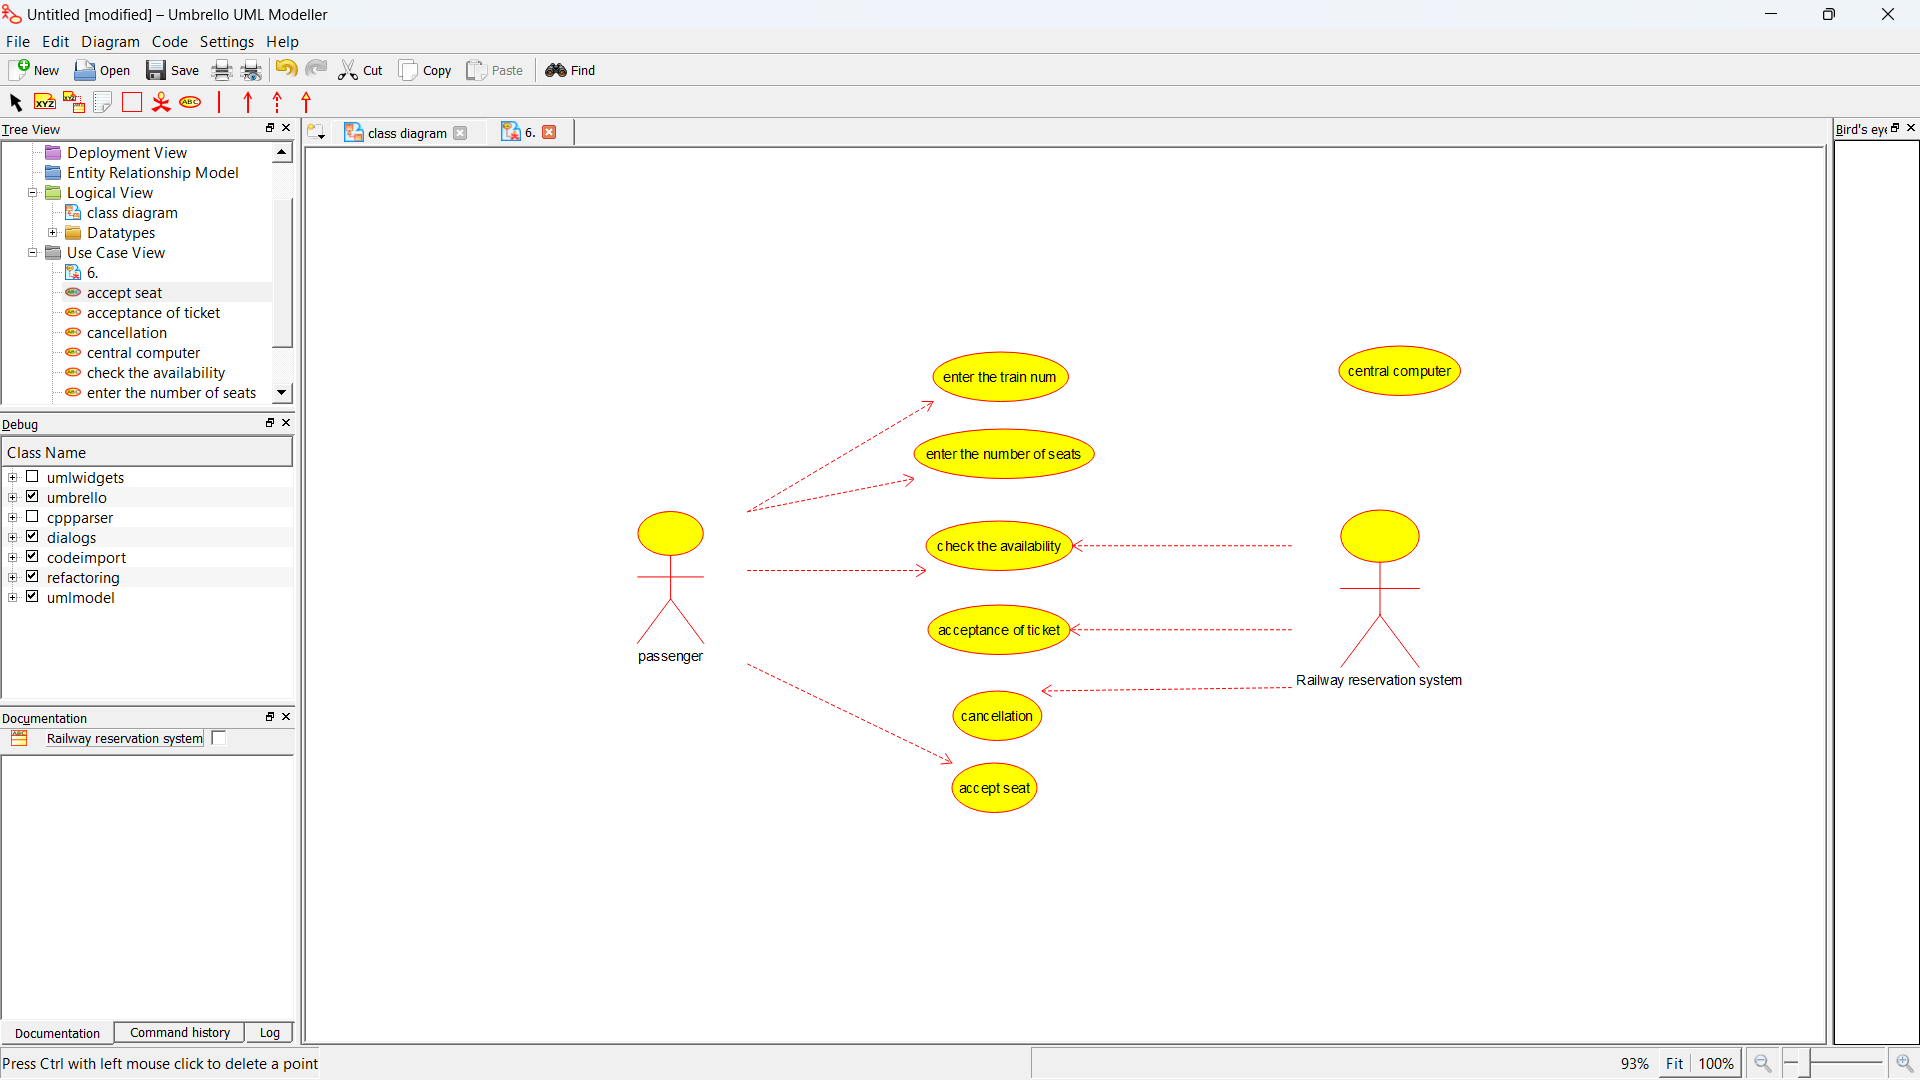 Untitled [modified] – Umbrello UML Modeller
File Edit Diagram Code Settings Help
New Open Save Cut Copy Paste Find
XYZ XYZ ABC
Tree View
class diagram 6.
Bird's eye
Deployment View
Entity Relationship Model
Logical View
class diagram
Datatypes
Use Case View
6.
accept seat
acceptance of ticket
cancellation
central computer
check the availability
enter the number of seats
Debug
Class Name
umlwidgets
umbrello
cppparser
dialogs
codeimport
refactoring
umlmodel
Documentation
Railway reservation system
Documentation Command history Log
enter the train num
central computer
enter the number of seats
check the availability
acceptance of ticket
passenger
Railway reservation system
cancellation
accept seat
Press Ctrl with left mouse click to delete a point
93% Fit 100%